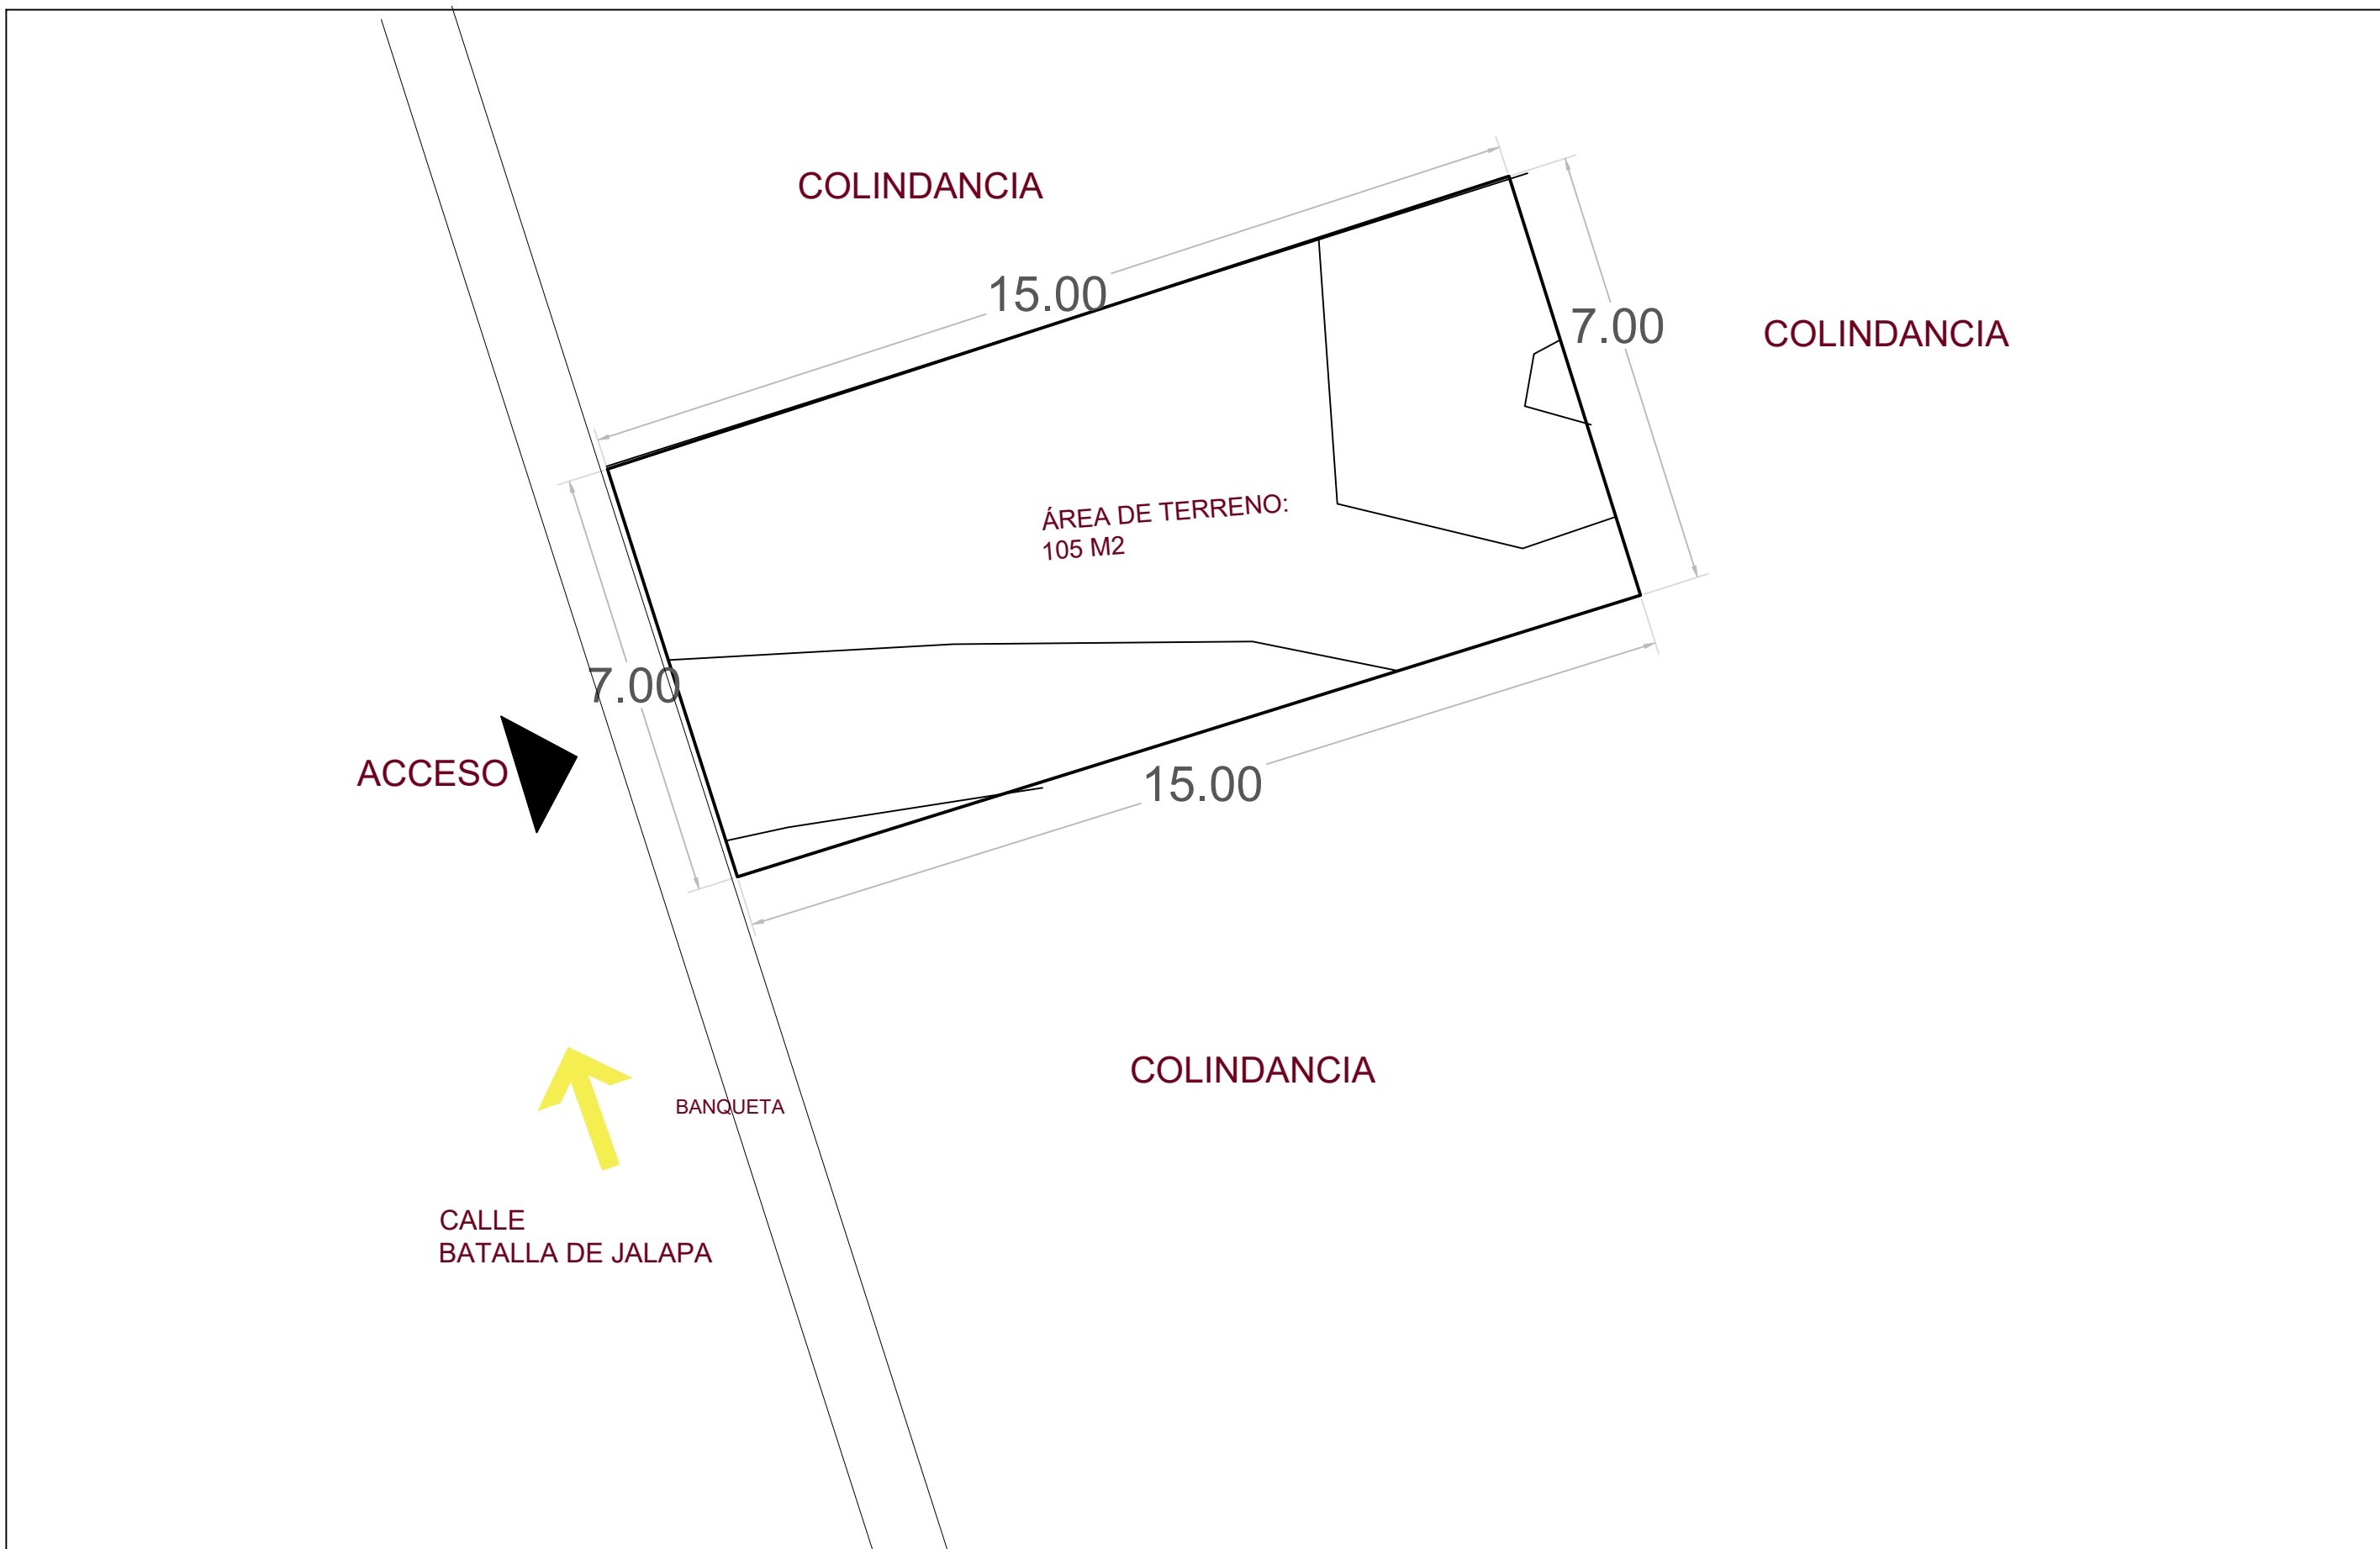 COLINDANCIA
15.00
7.00
COLINDANCIA
ÁREA DE TERRENO:
105 M2
7.00
ACCESO
15.00
COLINDANCIA
BANQUETA
CALLE
BATALLA DE JALAPA